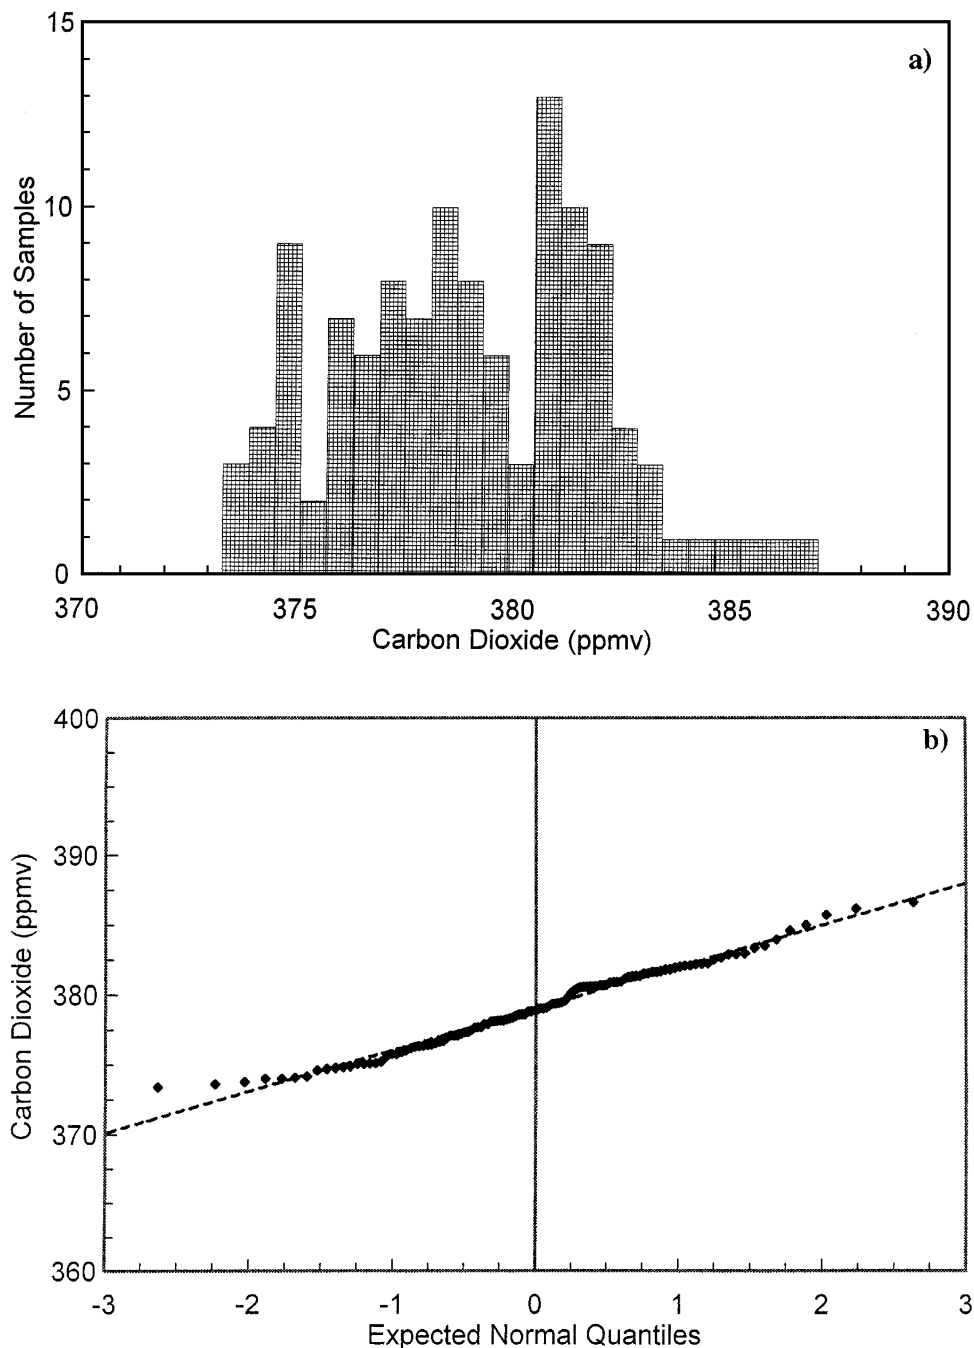 15
a)
10
5
0
Number of Samples
370 375 380 385 390
Carbon Dioxide (ppmv)
400
b)
390
380
370
360
Carbon Dioxide (ppmv)
-3 -2 -1 0 1 2 3
Expected Normal Quantiles